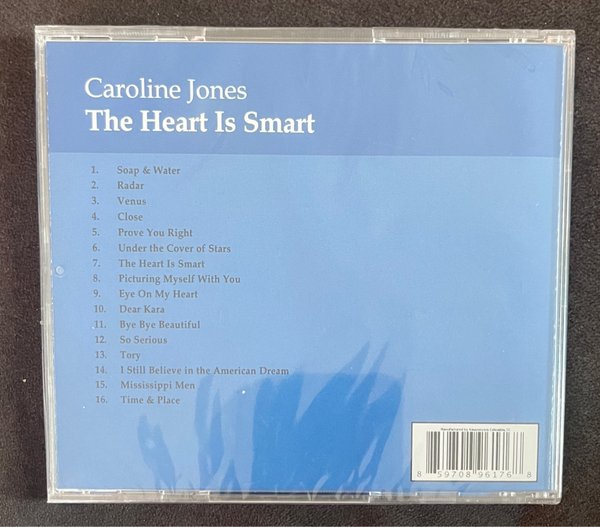 Caroline Jones
The Heart Is Smart
1. Soap & Water
2. Radar
3. Venus
4. Close
5. Prove You Right
6. Under the Cover of Stars
7. The Heart Is Smart
8. Picturing Myself With You
9. Eye On My Heart
10. Dear Kara
11. Bye Bye Beautiful
12. So Serious
13. Tory
14. I Still Believe in the American Dream
15. Mississippi Men
16. Time & Place
Manufactured by
8 59708 96176 8